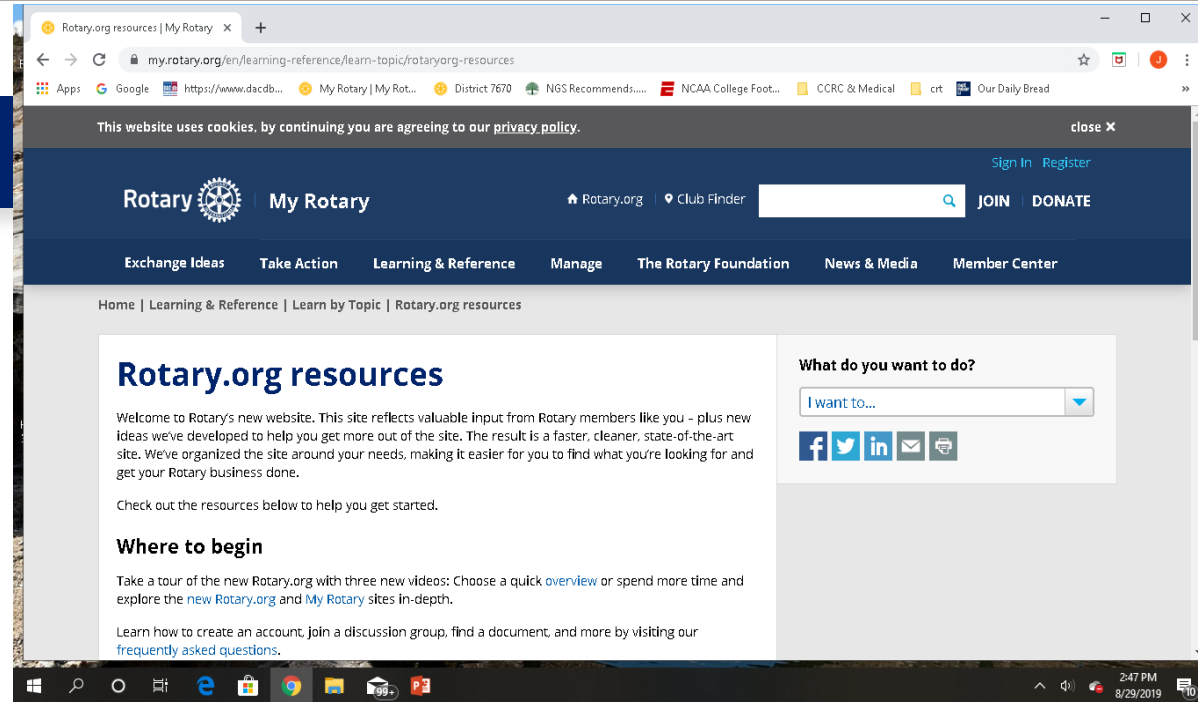 Rotary.org resources | My Rotary
my.rotary.org/en/learning-reference/learn-topic/rotaryorg-resources
Apps Google https://www.dacdb... My Rotary | My Rot... District 7670 NGS Recommends..... NCAA College Foot... CCRC & Medical crt Our Daily Bread
This website uses cookies, by continuing you are agreeing to our privacy policy. close X
Sign In Register
Rotary My Rotary Rotary.org Club Finder JOIN DONATE
Exchange Ideas Take Action Learning & Reference Manage The Rotary Foundation News & Media Member Center
Home | Learning & Reference | Learn by Topic | Rotary.org resources
Rotary.org resources
Welcome to Rotary's new website. This site reflects valuable input from Rotary members like you – plus new
ideas we've developed to help you get more out of the site. The result is a faster, cleaner, state-of-the-art
site. We've organized the site around your needs, making it easier for you to find what you're looking for and
get your Rotary business done.
Check out the resources below to help you get started.
Where to begin
Take a tour of the new Rotary.org with three new videos: Choose a quick overview or spend more time and
explore the new Rotary.org and My Rotary sites in-depth.
Learn how to create an account, join a discussion group, find a document, and more by visiting our
frequently asked questions.
What do you want to do?
I want to...
99+
2:47 PM
8/29/2019
10